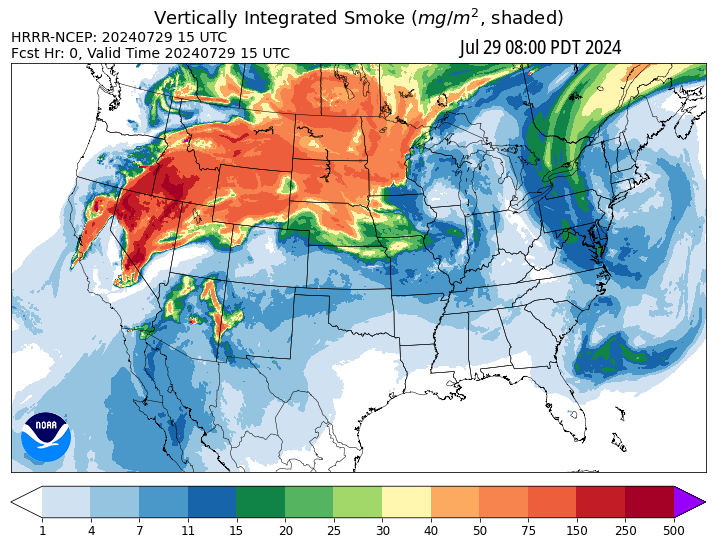 Vertically Integrated Smoke (mg/m², shaded)
HRRR-NCEP: 20240729 15 UTC
Fcst Hr: 0, Valid Time 20240729 15 UTC
Jul 29 08:00 PDT 2024
NOAA
1 4 7 11 15 20 25 30 40 50 75 150 250 500